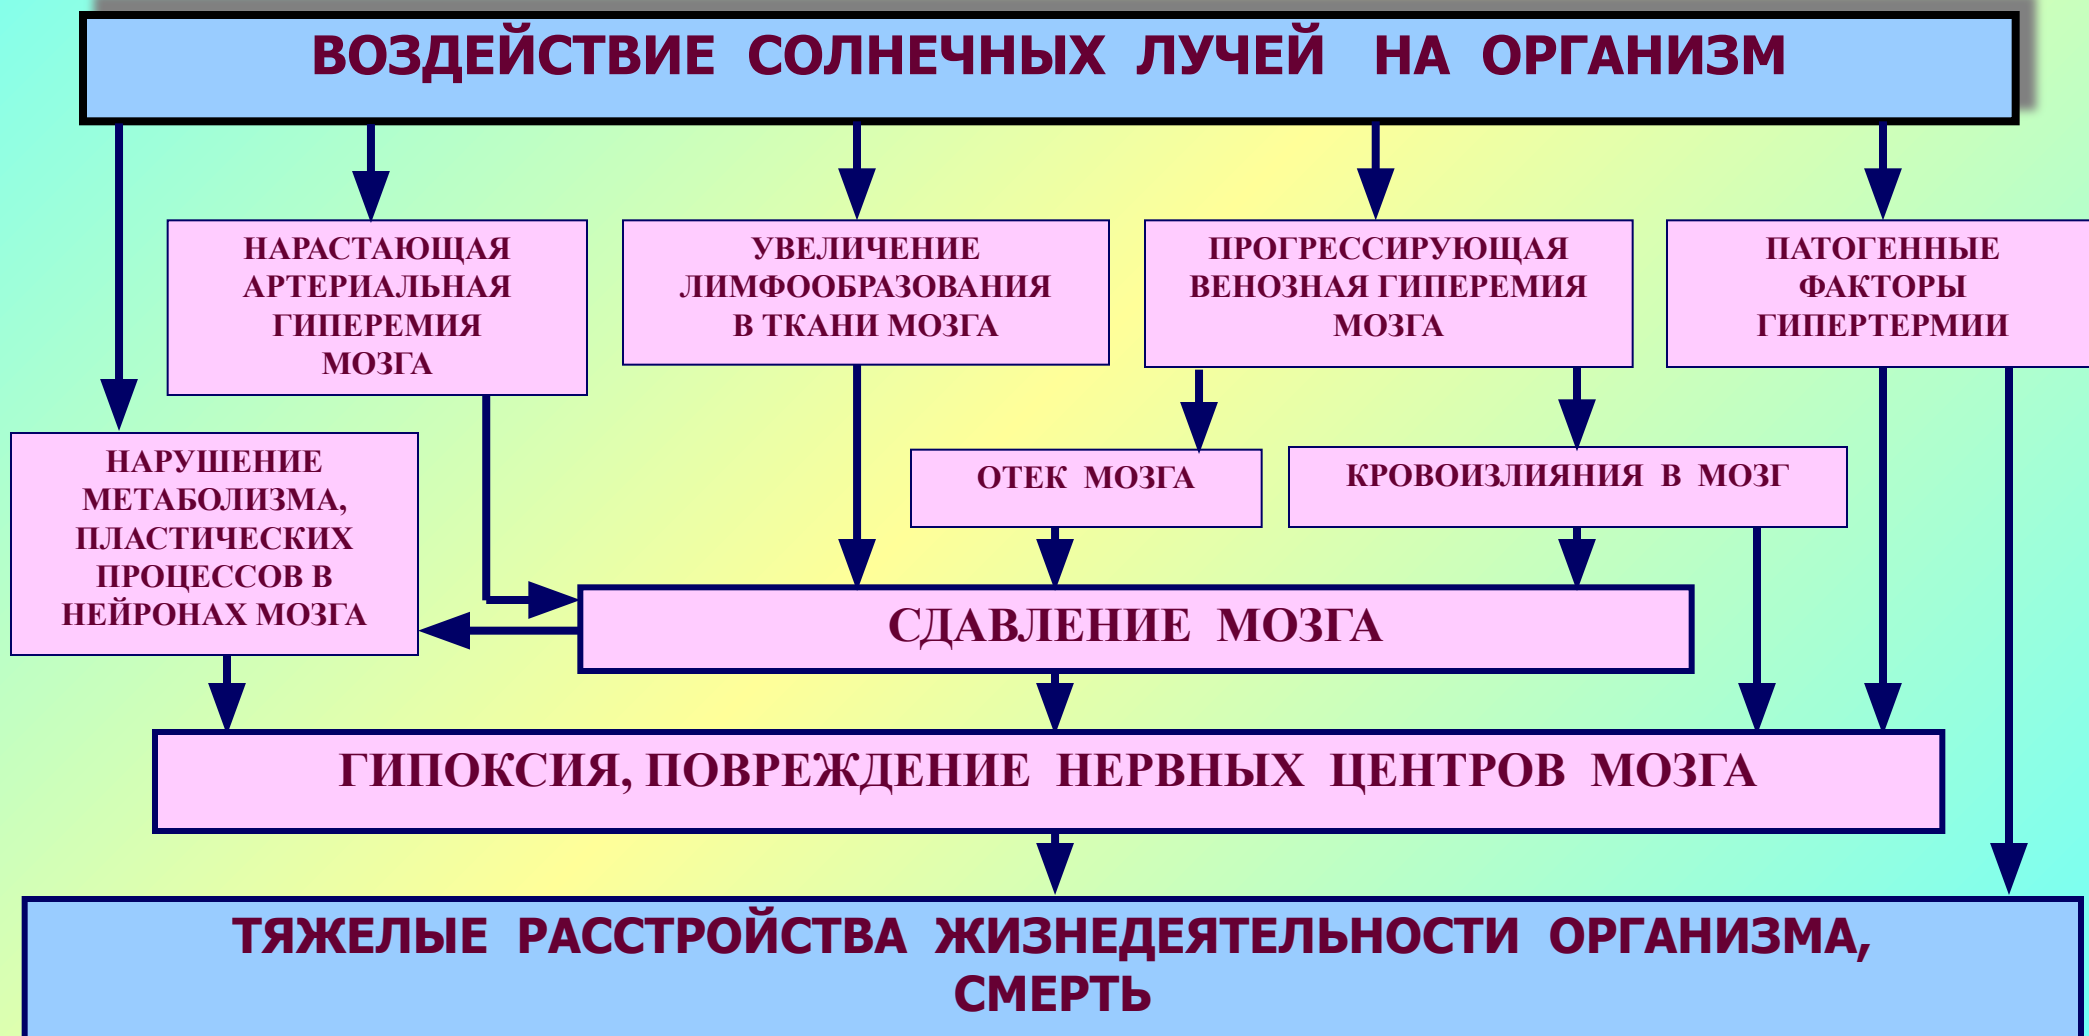 ВОЗДЕЙСТВИЕ СОЛНЕЧНЫХ ЛУЧЕЙ НА ОРГАНИЗМ
НАРАСТАЮЩАЯ
АРТЕРИАЛЬНАЯ
ГИПЕРЕМИЯ
МОЗГА
УВЕЛИЧЕНИЕ
ЛИМФООБРАЗОВАНИЯ
В ТКАНИ МОЗГА
ПРОГРЕССИРУЮЩАЯ
ВЕНОЗНАЯ ГИПЕРЕМИЯ
МОЗГА
ПАТОГЕННЫЕ
ФАКТОРЫ
ГИПЕРТЕРМИИ
НАРУШЕНИЕ
МЕТАБОЛИЗМА,
ПЛАСТИЧЕСКИХ
ПРОЦЕССОВ В
НЕЙРОНАХ МОЗГА
ОТЕК МОЗГА
КРОВОИЗЛИЯНИЯ В МОЗГ
СДАВЛЕНИЕ МОЗГА
ГИПОКСИЯ, ПОВРЕЖДЕНИЕ НЕРВНЫХ ЦЕНТРОВ МОЗГА
ТЯЖЕЛЫЕ РАССТРОЙСТВА ЖИЗНЕДЕЯТЕЛЬНОСТИ ОРГАНИЗМА,
СМЕРТЬ